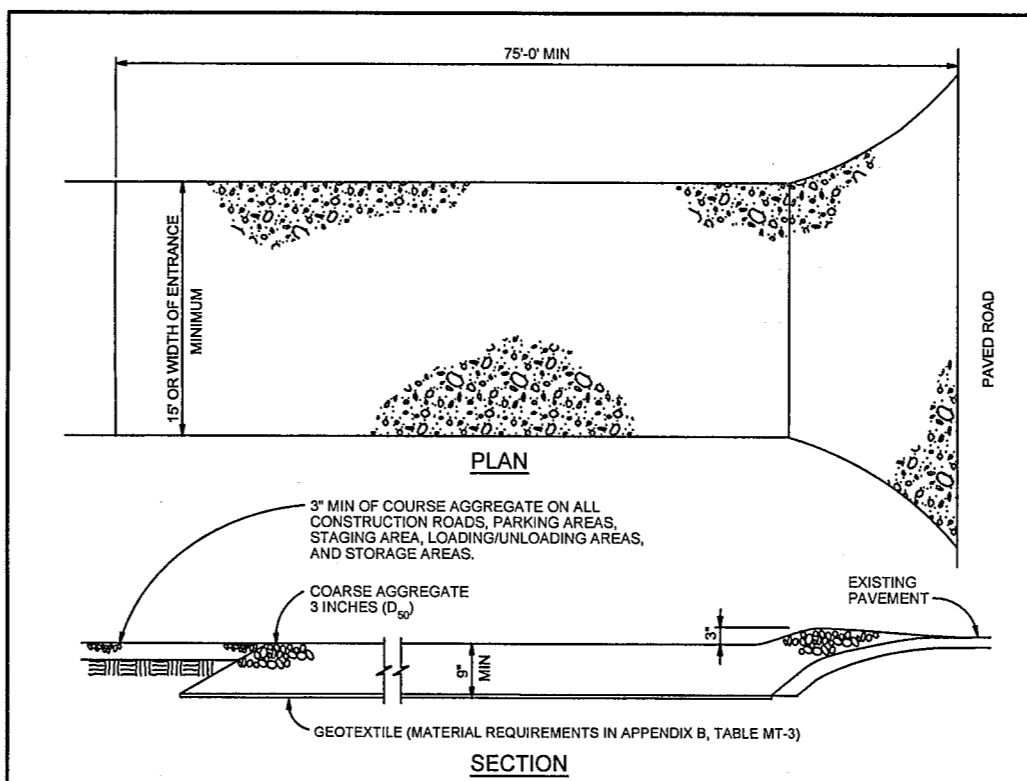 75'-0' MIN
15' OR WIDTH OF ENTRANCE
MINIMUM
PAVED ROAD
PLAN
3" MIN OF COURSE AGGREGATE ON ALL
CONSTRUCTION ROADS, PARKING AREAS,
STAGING AREA, LOADING/UNLOADING AREAS,
AND STORAGE AREAS.
COARSE AGGREGATE
3 INCHES (D50)
EXISTING
PAVEMENT
3"
9"
MIN
GEOTEXTILE (MATERIAL REQUIREMENTS IN APPENDIX B, TABLE MT-3)
SECTION